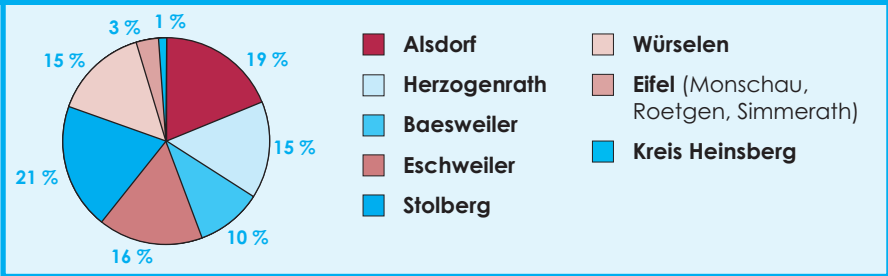 3 %
1 %
15 %
19 %
15 %
21 %
10 %
16 %
Alsdorf
Herzogenrath
Baesweiler
Eschweiler
Stolberg
Würselen
Eifel (Monschau,
Roetgen, Simmerath)
Kreis Heinsberg